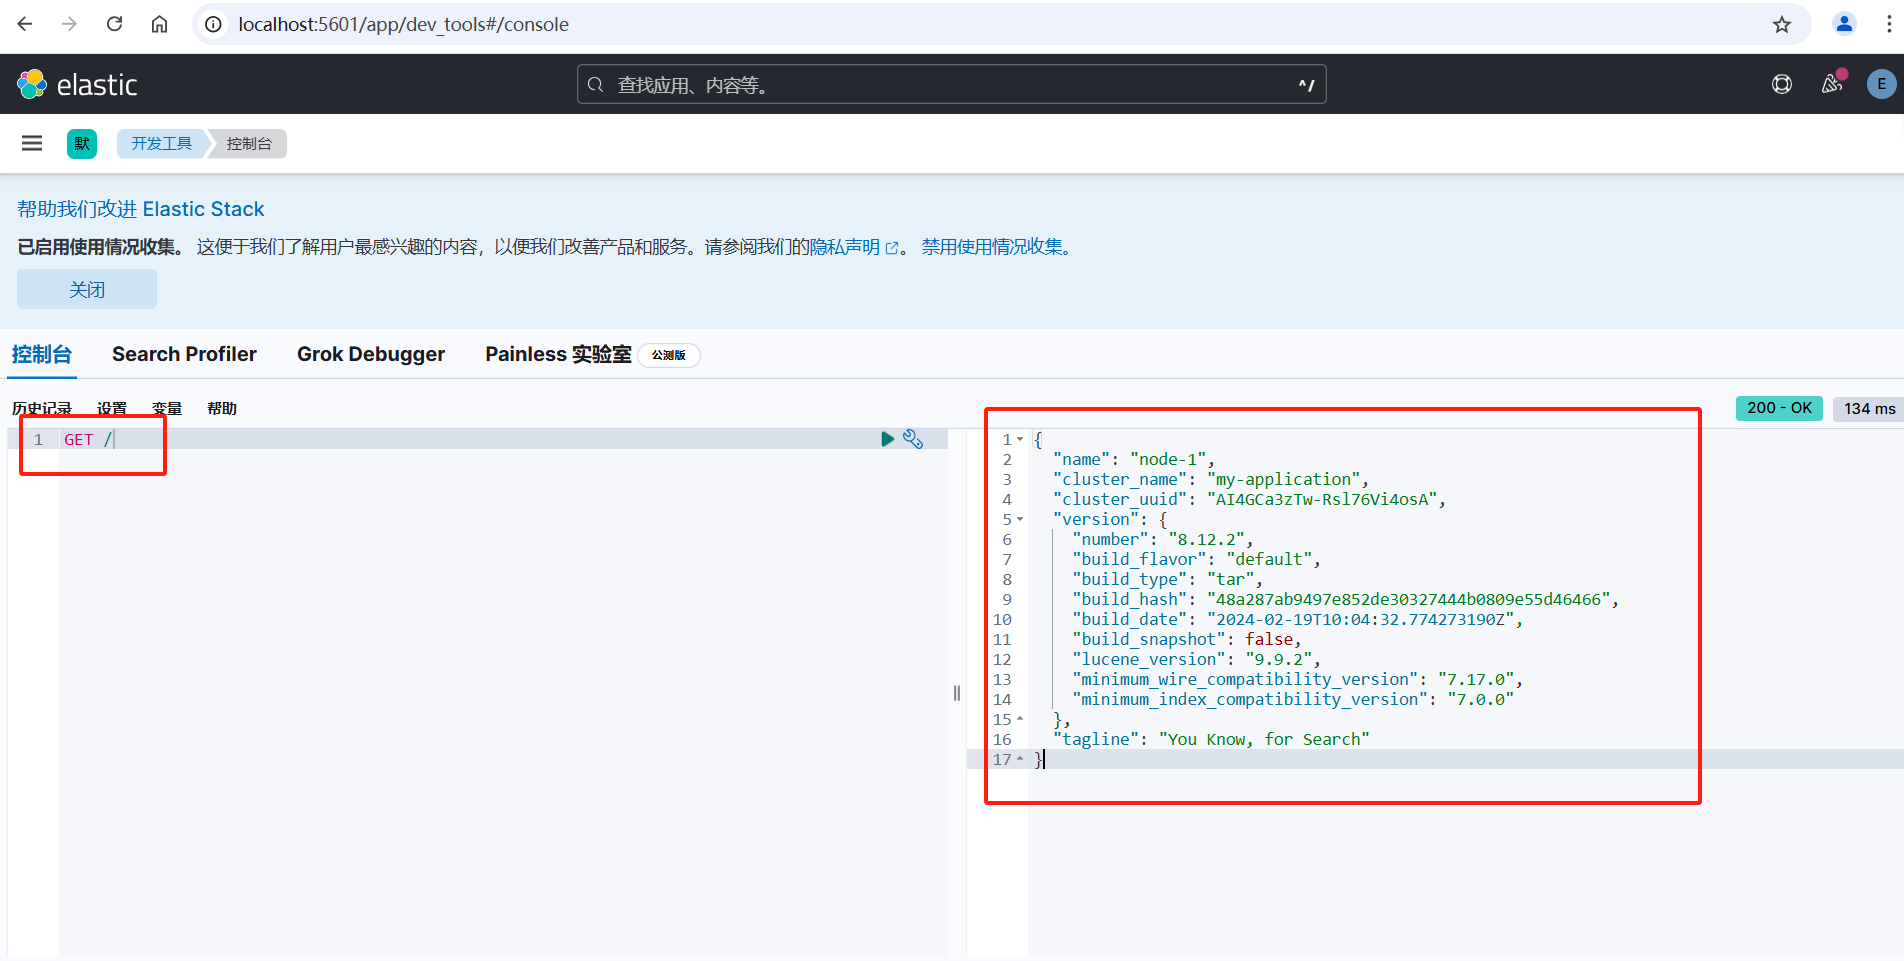 localhost:5601/app/dev_tools#/console
elastic
查找应用、内容等。
^/
E
默
开发工具
控制台
帮助我们改进 Elastic Stack
已启用使用情况收集。 这便于我们了解用户最感兴趣的内容，以便我们改善产品和服务。请参阅我们的隐私声明。 禁用使用情况收集。
关闭
控制台 Search Profiler Grok Debugger Painless 实验室 公测版
历史记录 设置 变量 帮助
200 - OK 134 ms
1 GET /
1 {
2 "name": "node-1",
3 "cluster_name": "my-application",
4 "cluster_uuid": "AI4GCa3zTw-Rsl76Vi4osA",
5 "version": {
6 "number": "8.12.2",
7 "build_flavor": "default",
8 "build_type": "tar",
9 "build_hash": "48a287ab9497e852de30327444b0809e55d46466",
10 "build_date": "2024-02-19T10:04:32.774273190Z",
11 "build_snapshot": false,
12 "lucene_version": "9.9.2",
13 "minimum_wire_compatibility_version": "7.17.0",
14 "minimum_index_compatibility_version": "7.0.0"
15 },
16 "tagline": "You Know, for Search"
17 }